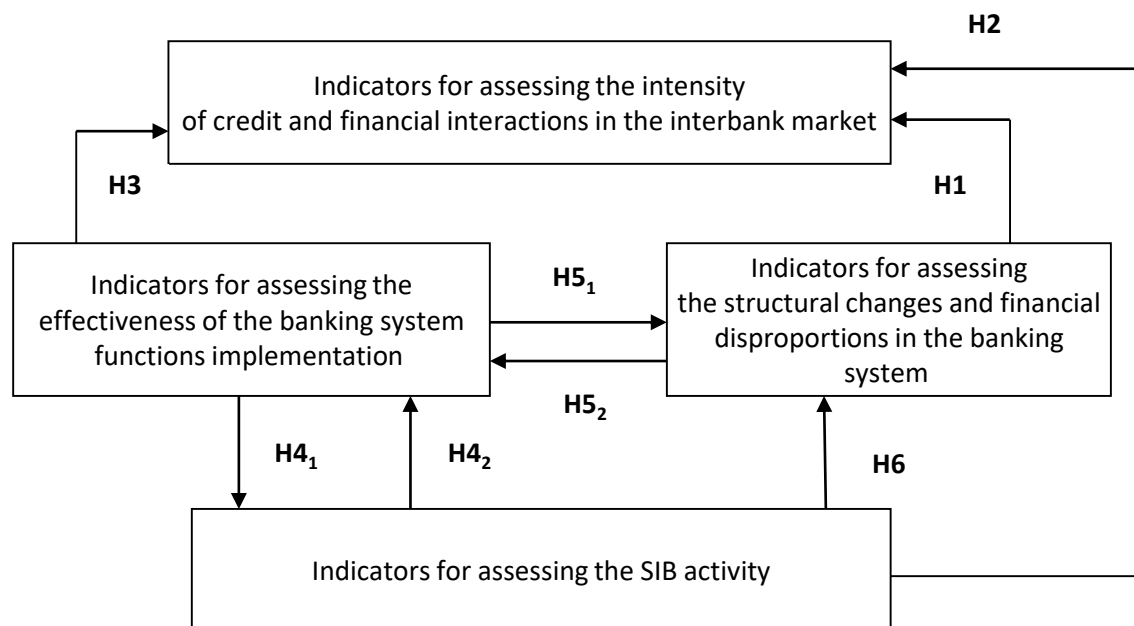 H2
Indicators for assessing the intensity
of credit and financial interactions in the interbank market
H3
H1
Indicators for assessing the
effectiveness of the banking system
functions implementation
H5₁
H5₂
Indicators for assessing
the structural changes and financial
disproportions in the banking
system
H4₁
H4₂
H6
Indicators for assessing the SIB activity